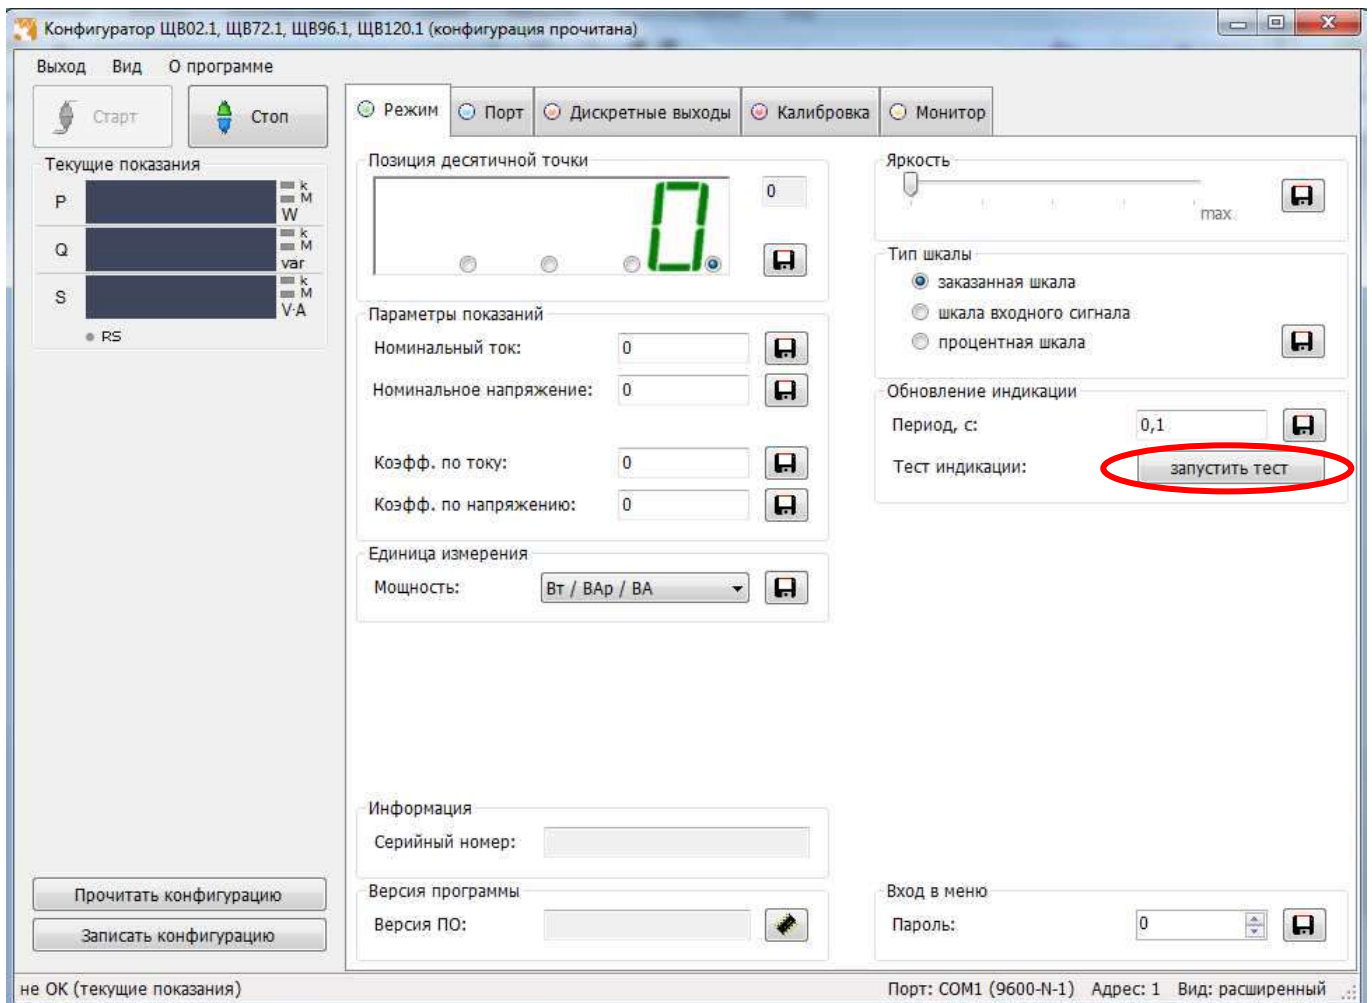 Конфигуратор ЩВ02.1, ЩВ72.1, ЩВ96.1, ЩВ120.1 (конфигурация прочитана)
Выход Вид О программе
Старт Стоп
Режим Порт Дискретные выходы Калибровка Монитор
Текущие показания
P k M W
Q k M var
S k M V·A
RS
Позиция десятичной точки
0. 0
Параметры показаний
Номинальный ток: 0
Номинальное напряжение: 0
Коэфф. по току: 0
Коэфф. по напряжению: 0
Единица измерения
Мощность: Вт / ВАр / ВА
Информация
Серийный номер:
Версия программы
Версия ПО:
Яркость
max
Тип шкалы
заказанная шкала
шкала входного сигнала
процентная шкала
Обновление индикации
Период, с: 0,1
Тест индикации: запустить тест
Вход в меню
Пароль: 0
Прочитать конфигурацию
Записать конфигурацию
не ОК (текущие показания) Порт: COM1 (9600-N-1) Адрес: 1 Вид: расширенный